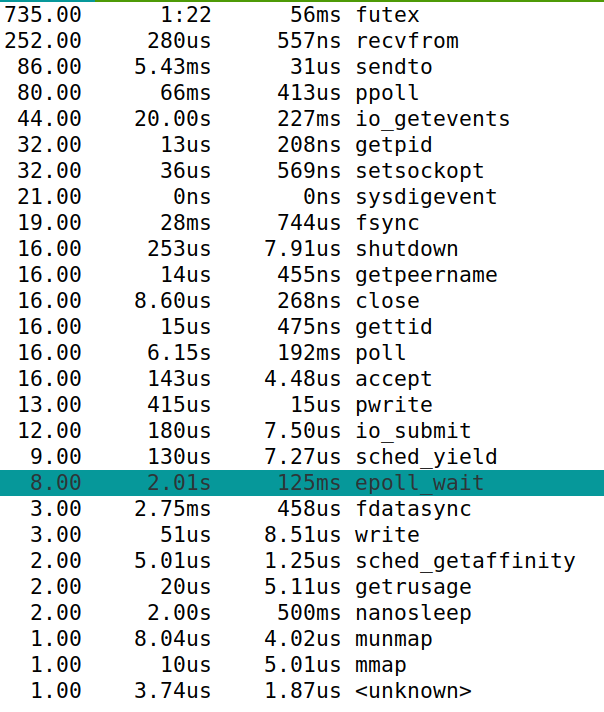 735.00 1:22 56ms futex
252.00 280us 557ns recvfrom
86.00 5.43ms 31us sendto
80.00 66ms 413us ppoll
44.00 20.00s 227ms io_getevents
32.00 13us 208ns getpid
32.00 36us 569ns setsockopt
21.00 0ns 0ns sysdigevent
19.00 28ms 744us fsync
16.00 253us 7.91us shutdown
16.00 14us 455ns getpeername
16.00 8.60us 268ns close
16.00 15us 475ns gettid
16.00 6.15s 192ms poll
16.00 143us 4.48us accept
13.00 415us 15us pwrite
12.00 180us 7.50us io_submit
9.00 130us 7.27us sched_yield
8.00 2.01s 125ms epoll_wait
3.00 2.75ms 458us fdatasync
3.00 51us 8.51us write
2.00 5.01us 1.25us sched_getaffinity
2.00 20us 5.11us getrusage
2.00 2.00s 500ms nanosleep
1.00 8.04us 4.02us munmap
1.00 10us 5.01us mmap
1.00 3.74us 1.87us <unknown>